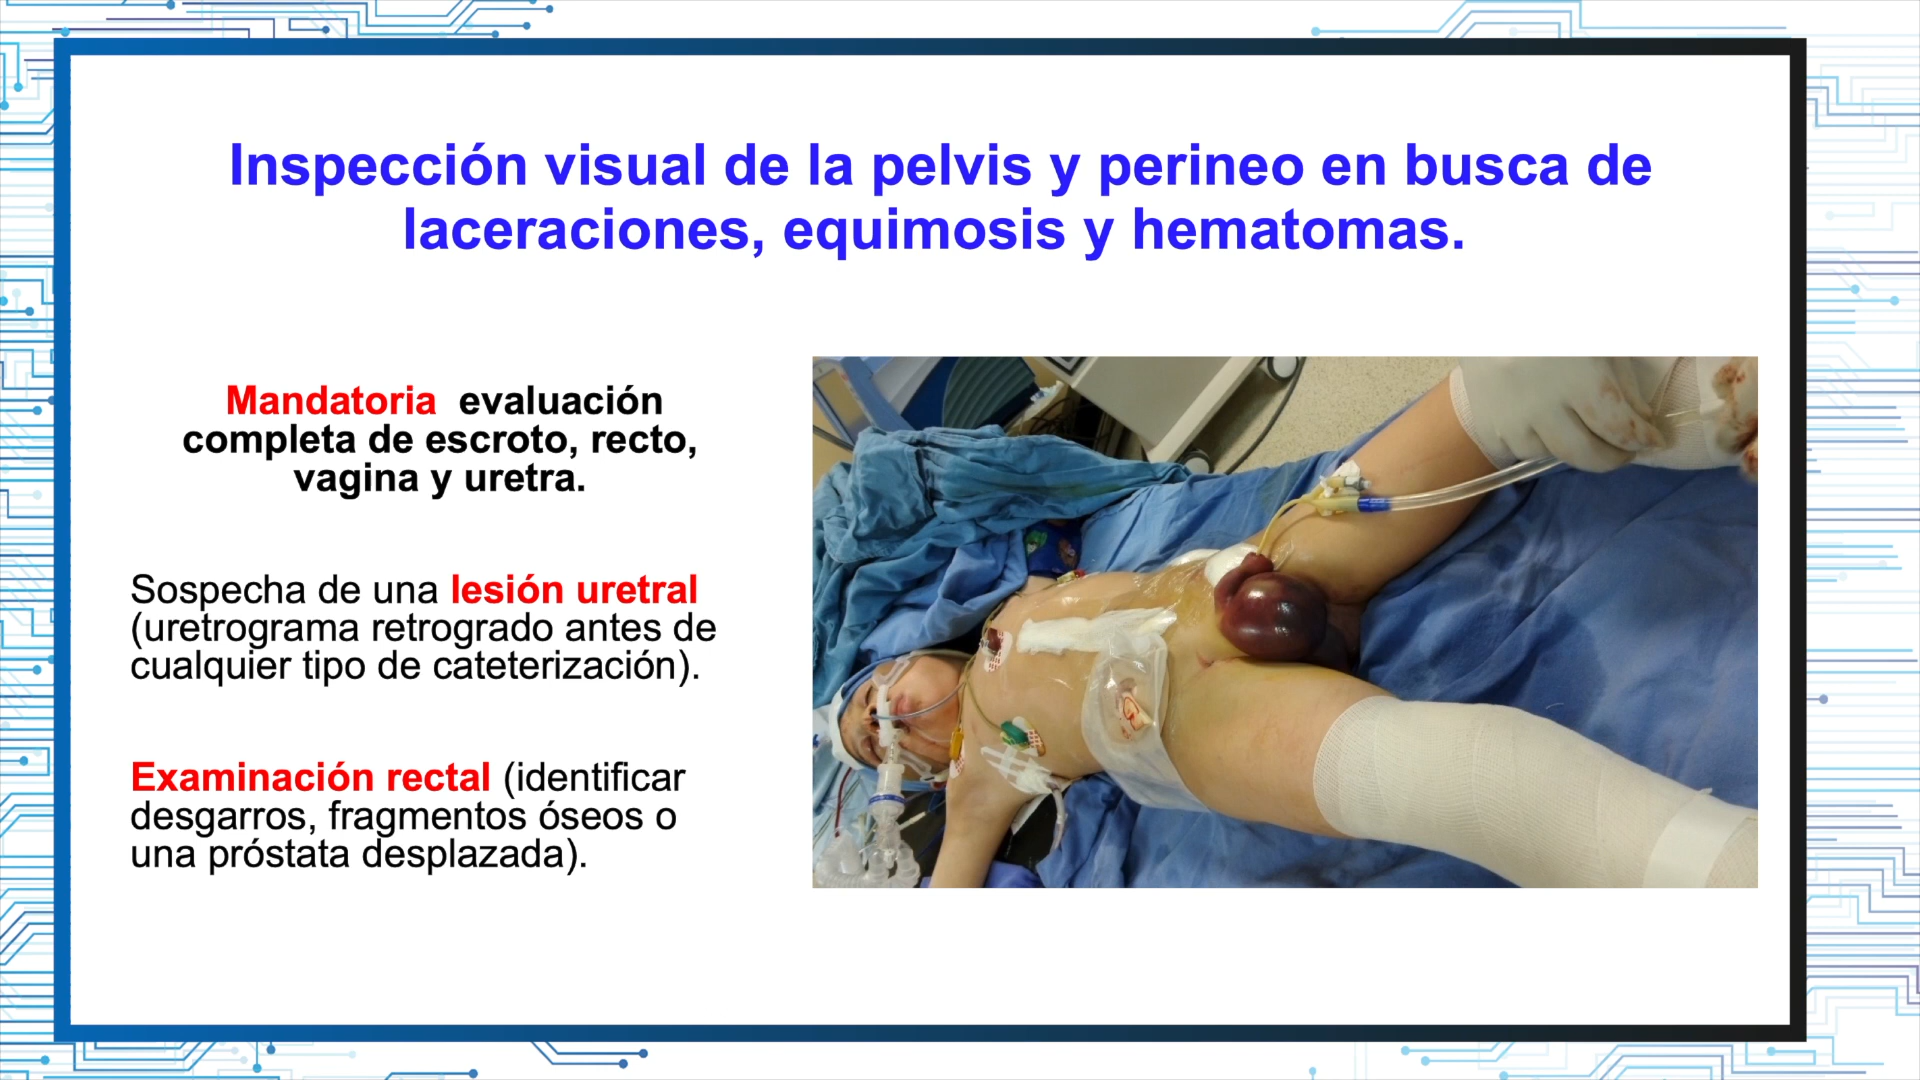 Inspección visual de la pelvis y perineo en busca de
laceraciones, equimosis y hematomas.
Mandatoria evaluación
completa de escroto, recto,
vagina y uretra.
Sospecha de una lesión uretral
(uretrograma retrogrado antes de
cualquier tipo de cateterización).
Examinación rectal (identificar
desgarros, fragmentos óseos o
una próstata desplazada).